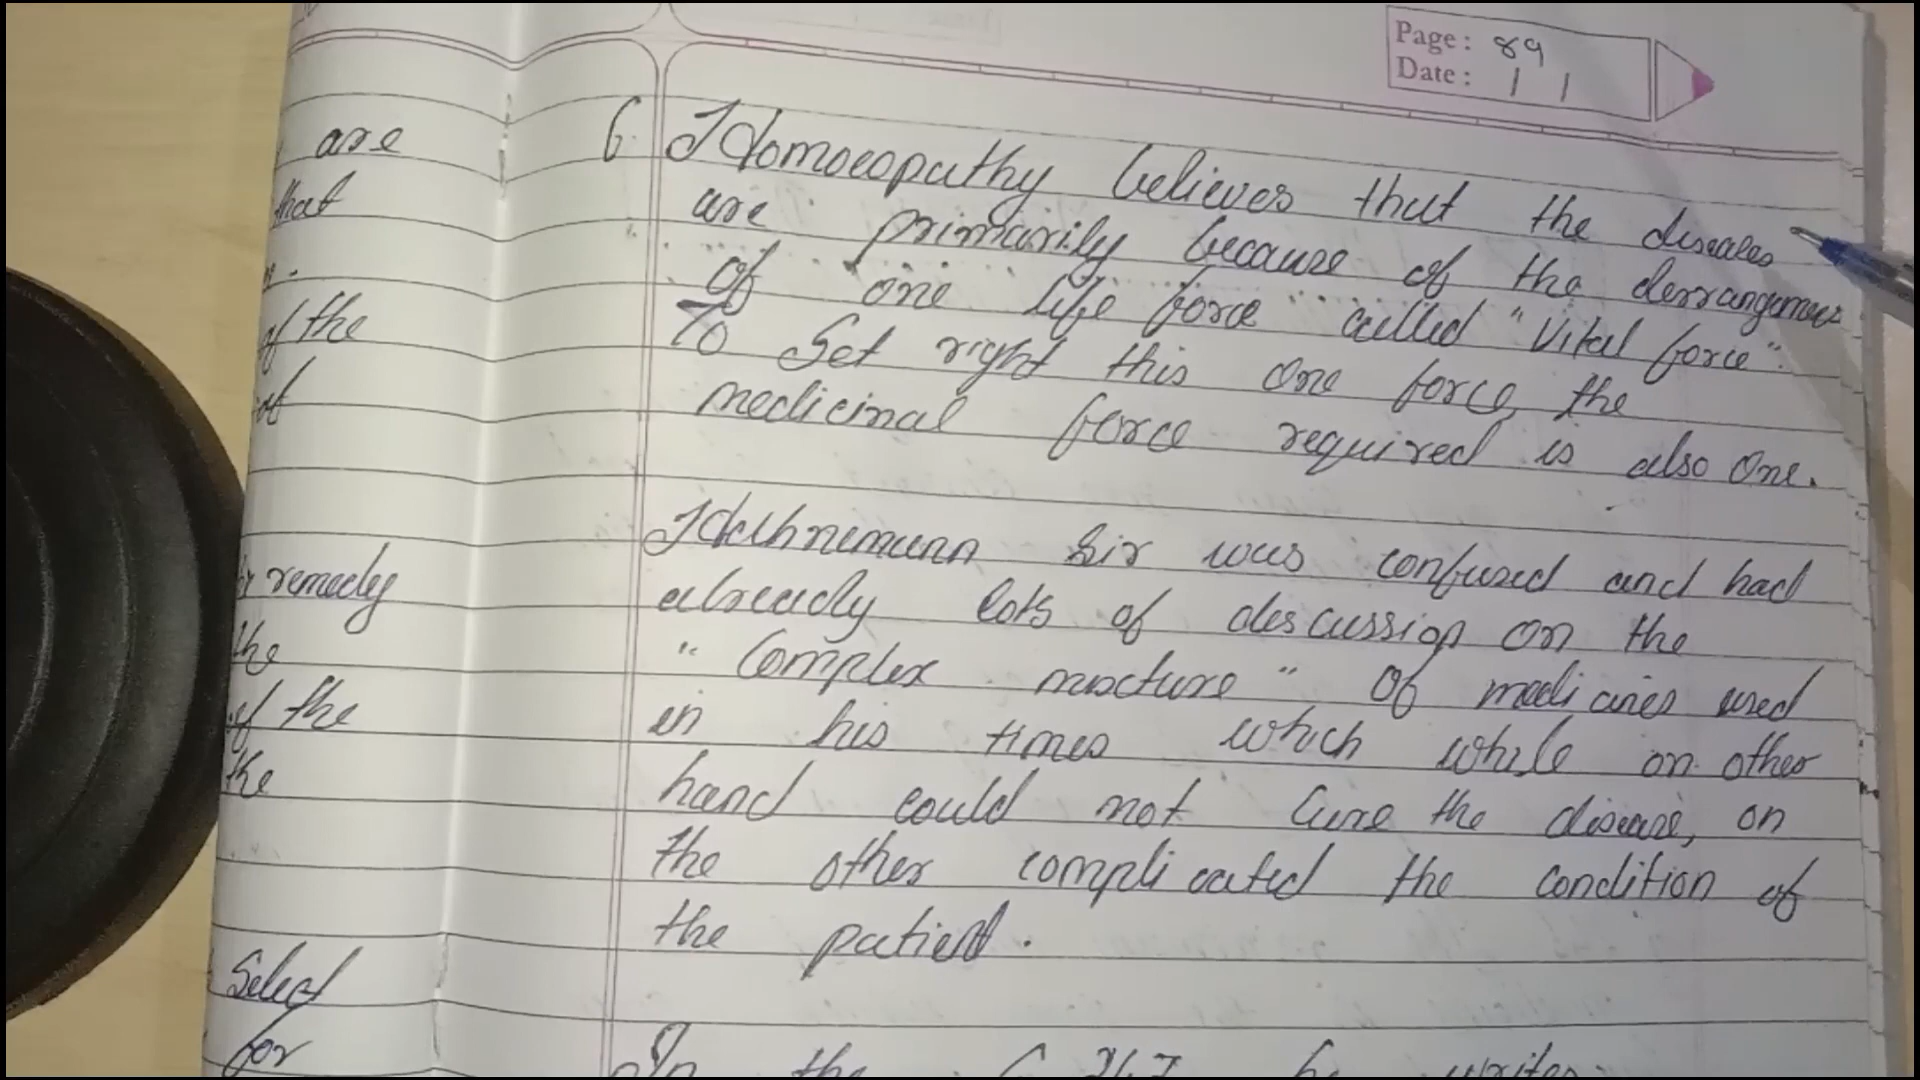 Page: 89
Date: / /
are
that
of the
of
remedy
the
of the
the
Select
for
6 Homoeopathy believes that the diseases
are primarily because of the derrangement
of one life force called "Vital force".
To Set right this one force, the
medicinal force required is also one.
Hahnemann Sir was confused and had
already lots of discussion on the
"Complex mixture" of medicines used
in his times which while on other
hand could not cure the disease, on
the other complicated the condition of
the patient.
In the writes